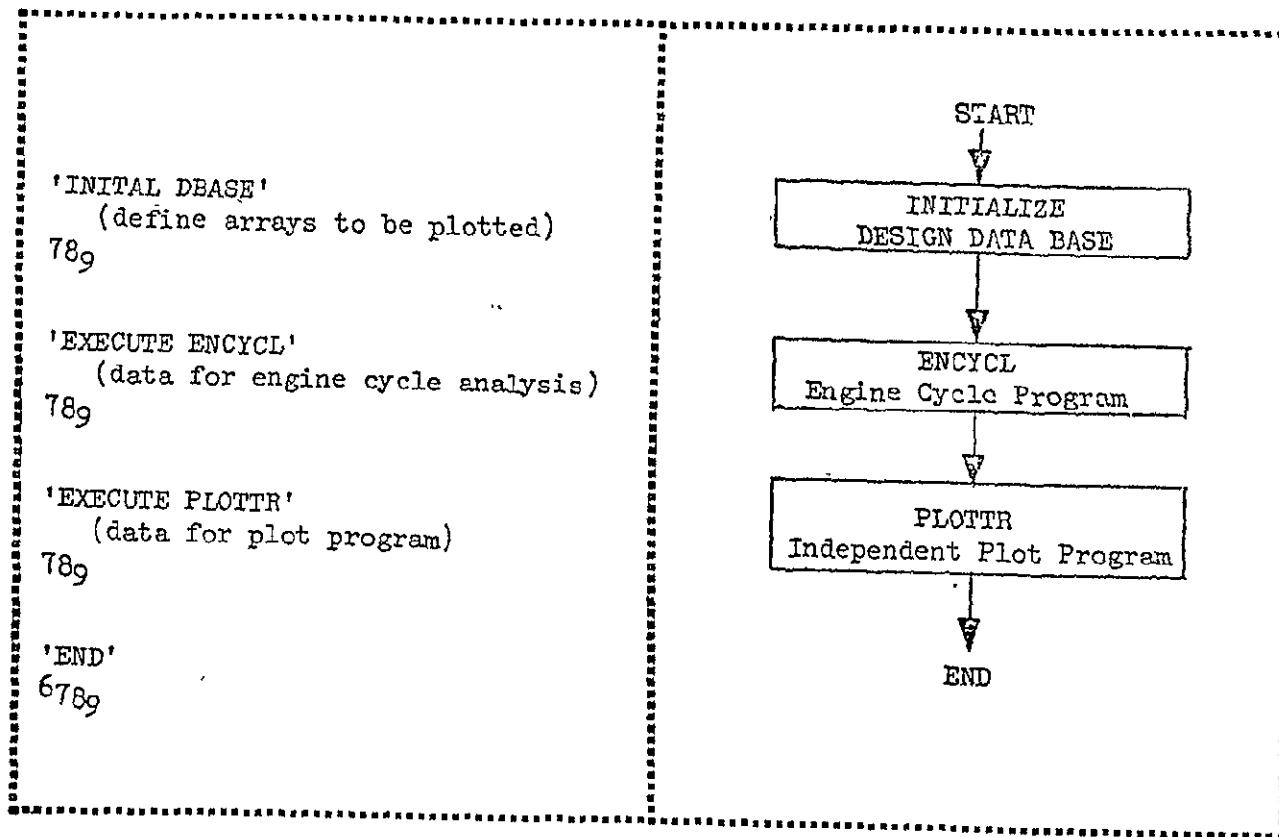 'INITAL DBASE'
(define arrays to be plotted)
789
'EXECUTE ENCYCL'
(data for engine cycle analysis)
789
'EXECUTE PLOTTR'
(data for plot program)
789
'END'
6789
START
INITIALIZE
DESIGN DATA BASE
ENCYCL
Engine Cycle Program
PLOTTR
Independent Plot Program
END